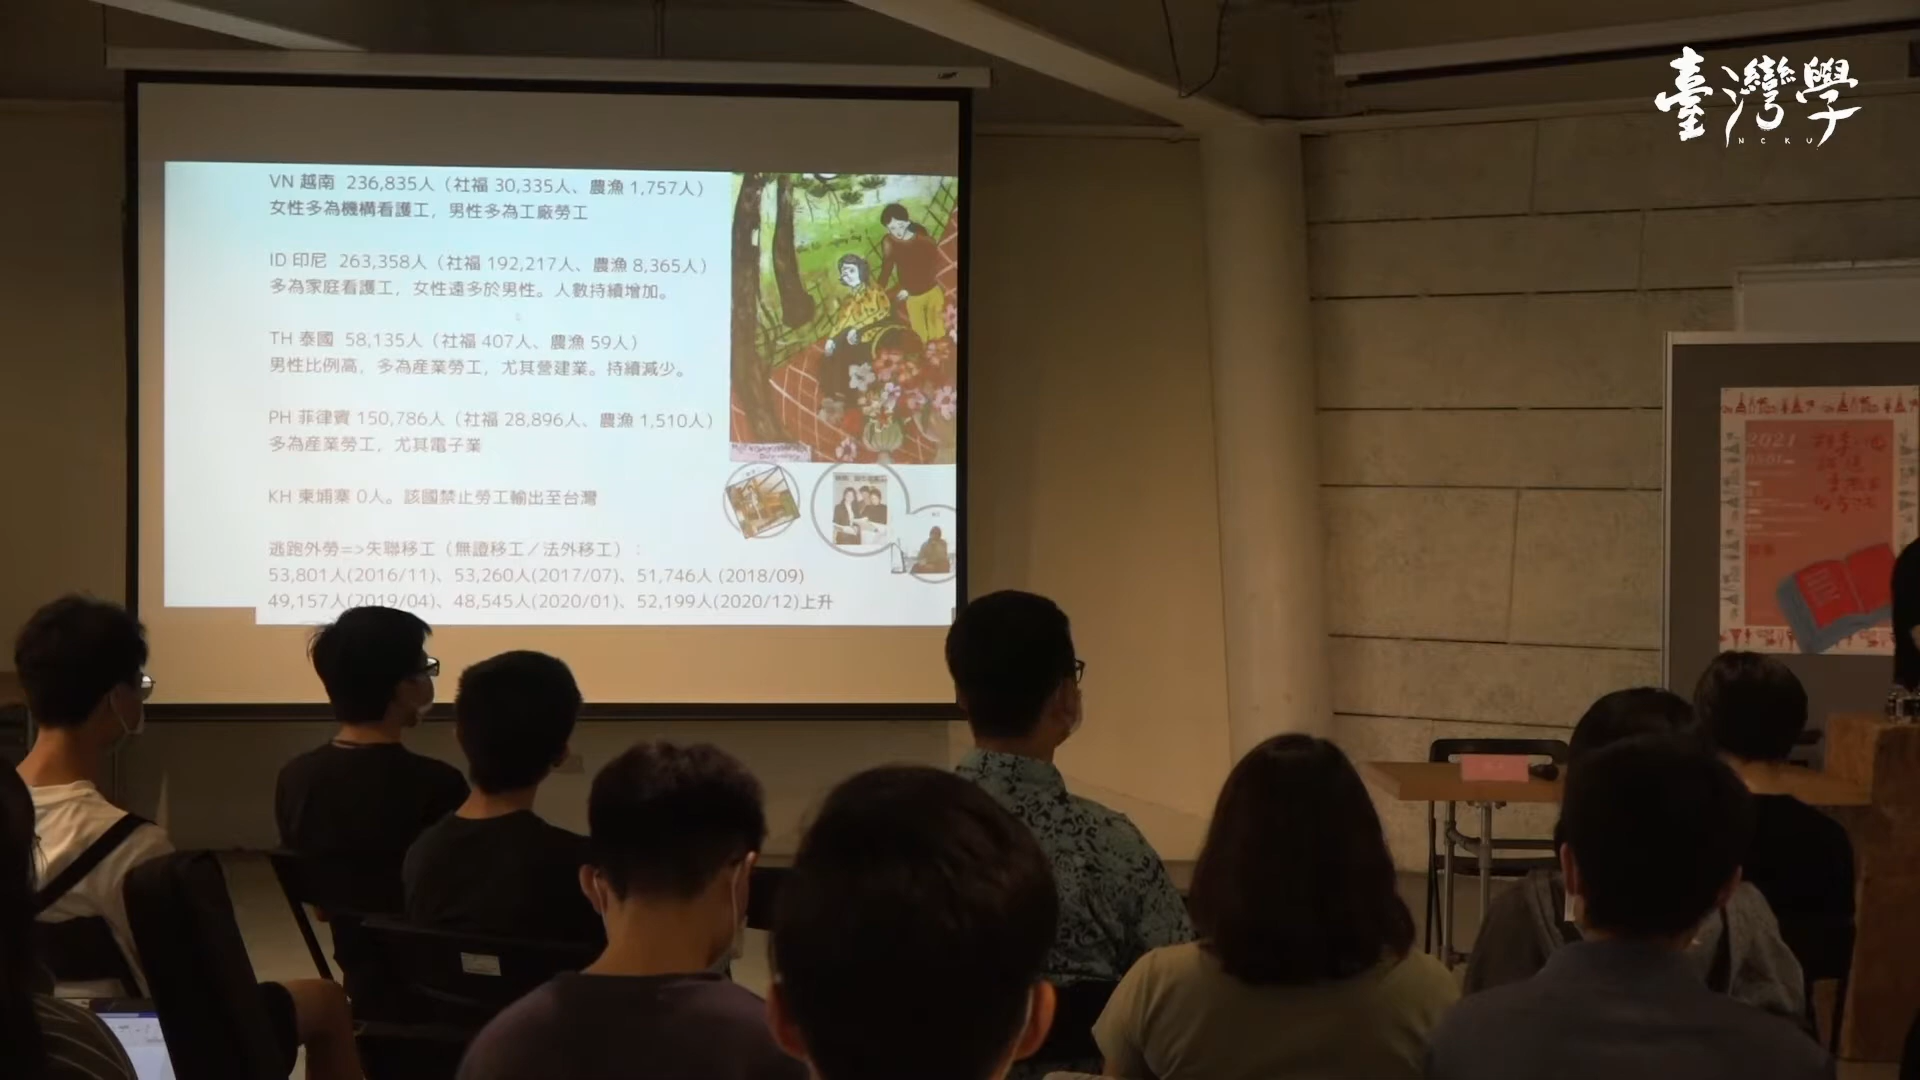 臺灣學
NCKU
VN 越南 236,835人（社福 30,335人、農漁 1,757人）
女性多為機構看護工，男性多為工廠勞工
ID 印尼 263,358人（社福 192,217人、農漁 8,365人）
多為家庭看護工，女性遠多於男性。人數持續增加。
TH 泰國 58,135人（社福 407人、農漁 59人）
男性比例高，多為產業勞工，尤其營建業。持續減少。
PH 菲律賓 150,786人（社福 28,896人、農漁 1,510人）
多為產業勞工，尤其電子業
KH 柬埔寨 0人。該國禁止勞工輸出至台灣
逃跑外勞=>失聯移工（無證移工／法外移工）：
53,801人(2016/11)、53,260人(2017/07)、51,746人 (2018/09)
49,157人(2019/04)、48,545人(2020/01)、52,199人(2020/12)上升
2021